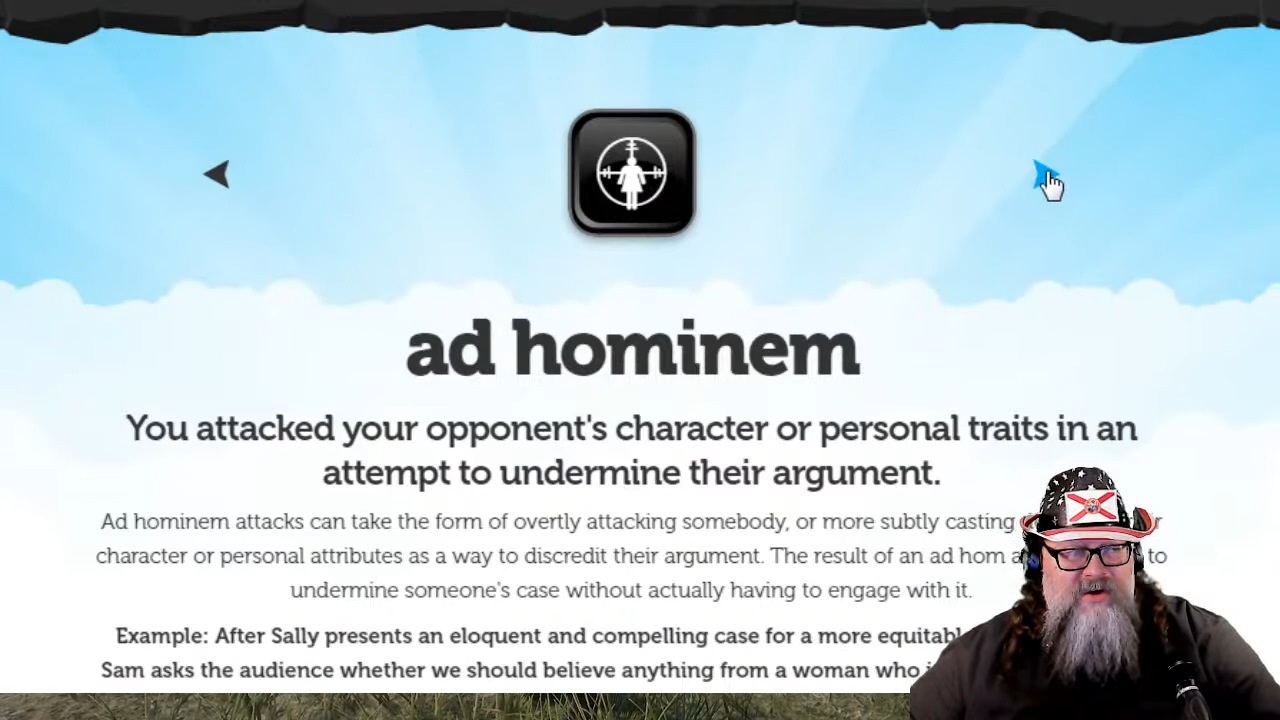 ad hominem
You attacked your opponent's character or personal traits in an
attempt to undermine their argument.
Ad hominem attacks can take the form of overtly attacking somebody, or more subtly casting
character or personal attributes as a way to discredit their argument. The result of an ad hom to
undermine someone's case without actually having to engage with it.
Example: After Sally presents an eloquent and compelling case for a more
Sam asks the audience whether we should believe anything from a woman who